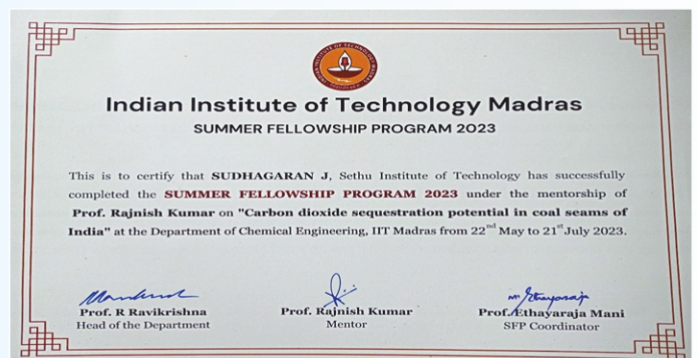 Indian Institute of Technology Madras
SUMMER FELLOWSHIP PROGRAM 2023
This is to certify that SUDHAGARAN J, Sethu Institute of Technology has successfully
completed the SUMMER FELLOWSHIP PROGRAM 2023 under the mentorship of
Prof. Rajnish Kumar on "Carbon dioxide sequestration potential in coal seams of
India" at the Department of Chemical Engineering, IIT Madras from 22nd May to 21st July 2023.
Prof. R Ravikrishna
Head of the Department
Prof. Rajnish Kumar
Mentor
Prof. Ethayaraja Mani
SFP Coordinator